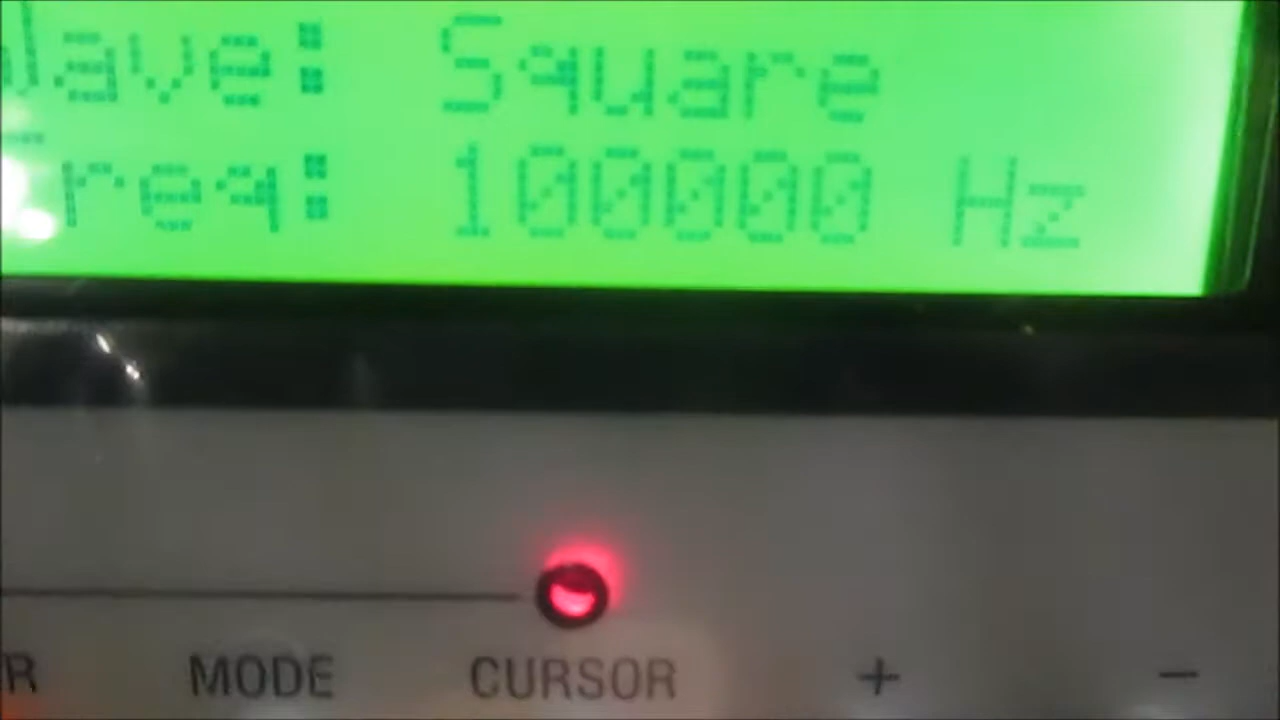 Wave: Square
Freq: 100000 Hz
R MODE CURSOR + -